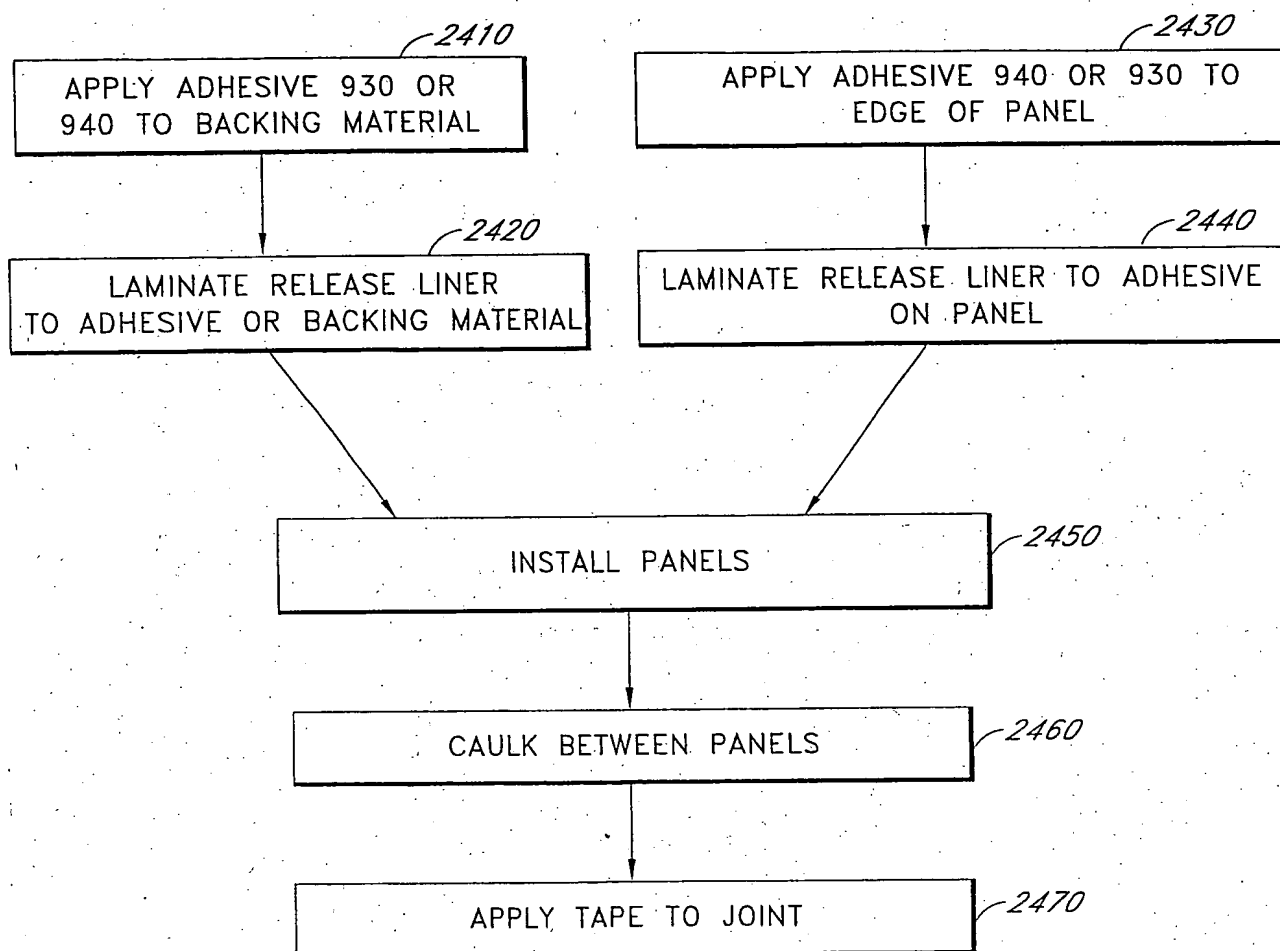 2410
APPLY ADHESIVE 930 OR
940 TO BACKING MATERIAL
2430
APPLY ADHESIVE 940 OR 930 TO
EDGE OF PANEL
2420
LAMINATE RELEASE LINER
TO ADHESIVE OR BACKING MATERIAL
2440
LAMINATE RELEASE LINER TO ADHESIVE
ON PANEL
INSTALL PANELS
2450
CAULK BETWEEN PANELS
2460
APPLY TAPE TO JOINT
2470